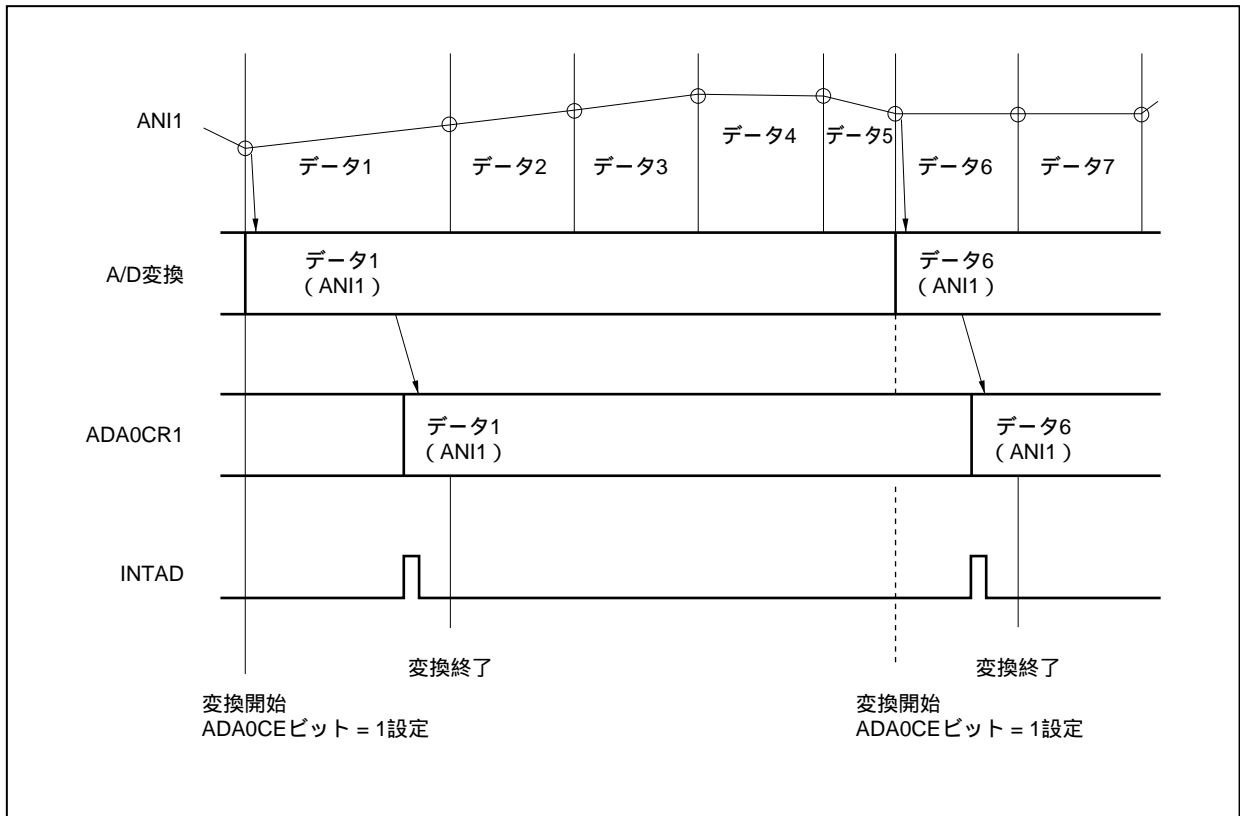 ANI1
データ1
データ2
データ3
データ4
データ5
データ6
データ7
A/D変換
データ1
（ANI1）
データ6
（ANI1）
ADA0CR1
データ1
（ANI1）
データ6
（ANI1）
INTAD
変換終了
変換終了
変換開始
ADA0CEビット = 1設定
変換開始
ADA0CEビット = 1設定